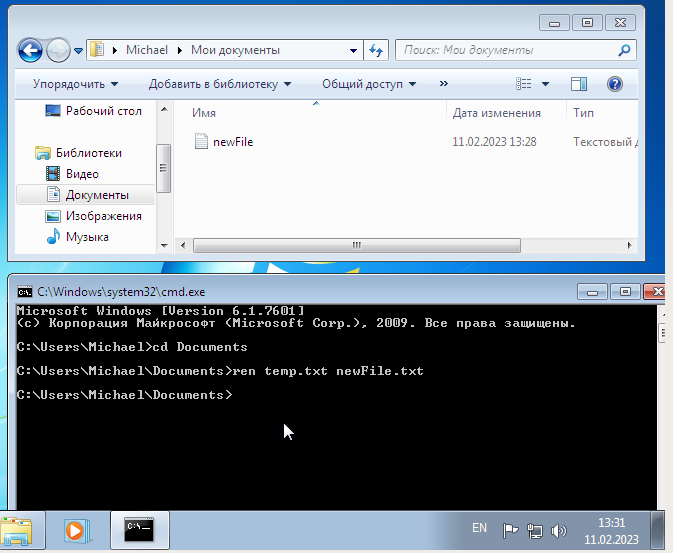 Michael Мои документы
Поиск: Мои документы
Упорядочить Добавить в библиотеку Общий доступ »
Рабочий стол
Библиотеки
Видео
Документы
Изображения
Музыка
Имя Дата изменения Тип
newFile 11.02.2023 13:28 Текстовый д
C:\Windows\system32\cmd.exe
Microsoft Windows [Version 6.1.7601]
(c) Корпорация Майкрософт (Microsoft Corp.), 2009. Все права защищены.
C:\Users\Michael>cd Documents
C:\Users\Michael\Documents>ren temp.txt newFile.txt
C:\Users\Michael\Documents>
C:\_
EN
13:31
11.02.2023